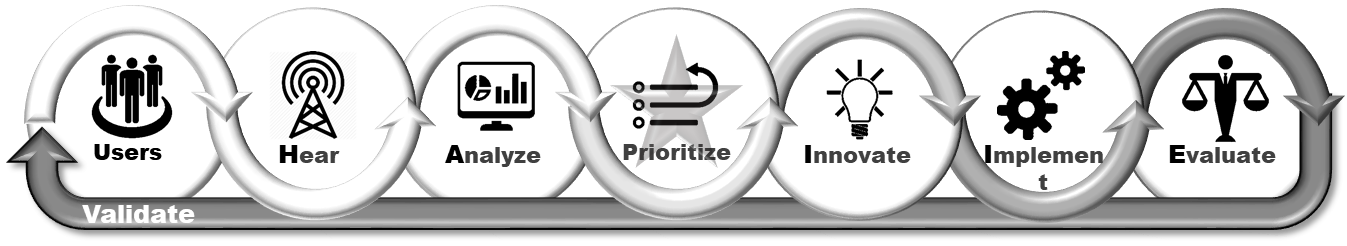 Users
Hear
Analyze
Prioritize
Innovate
Implemen
t
Evaluate
Validate